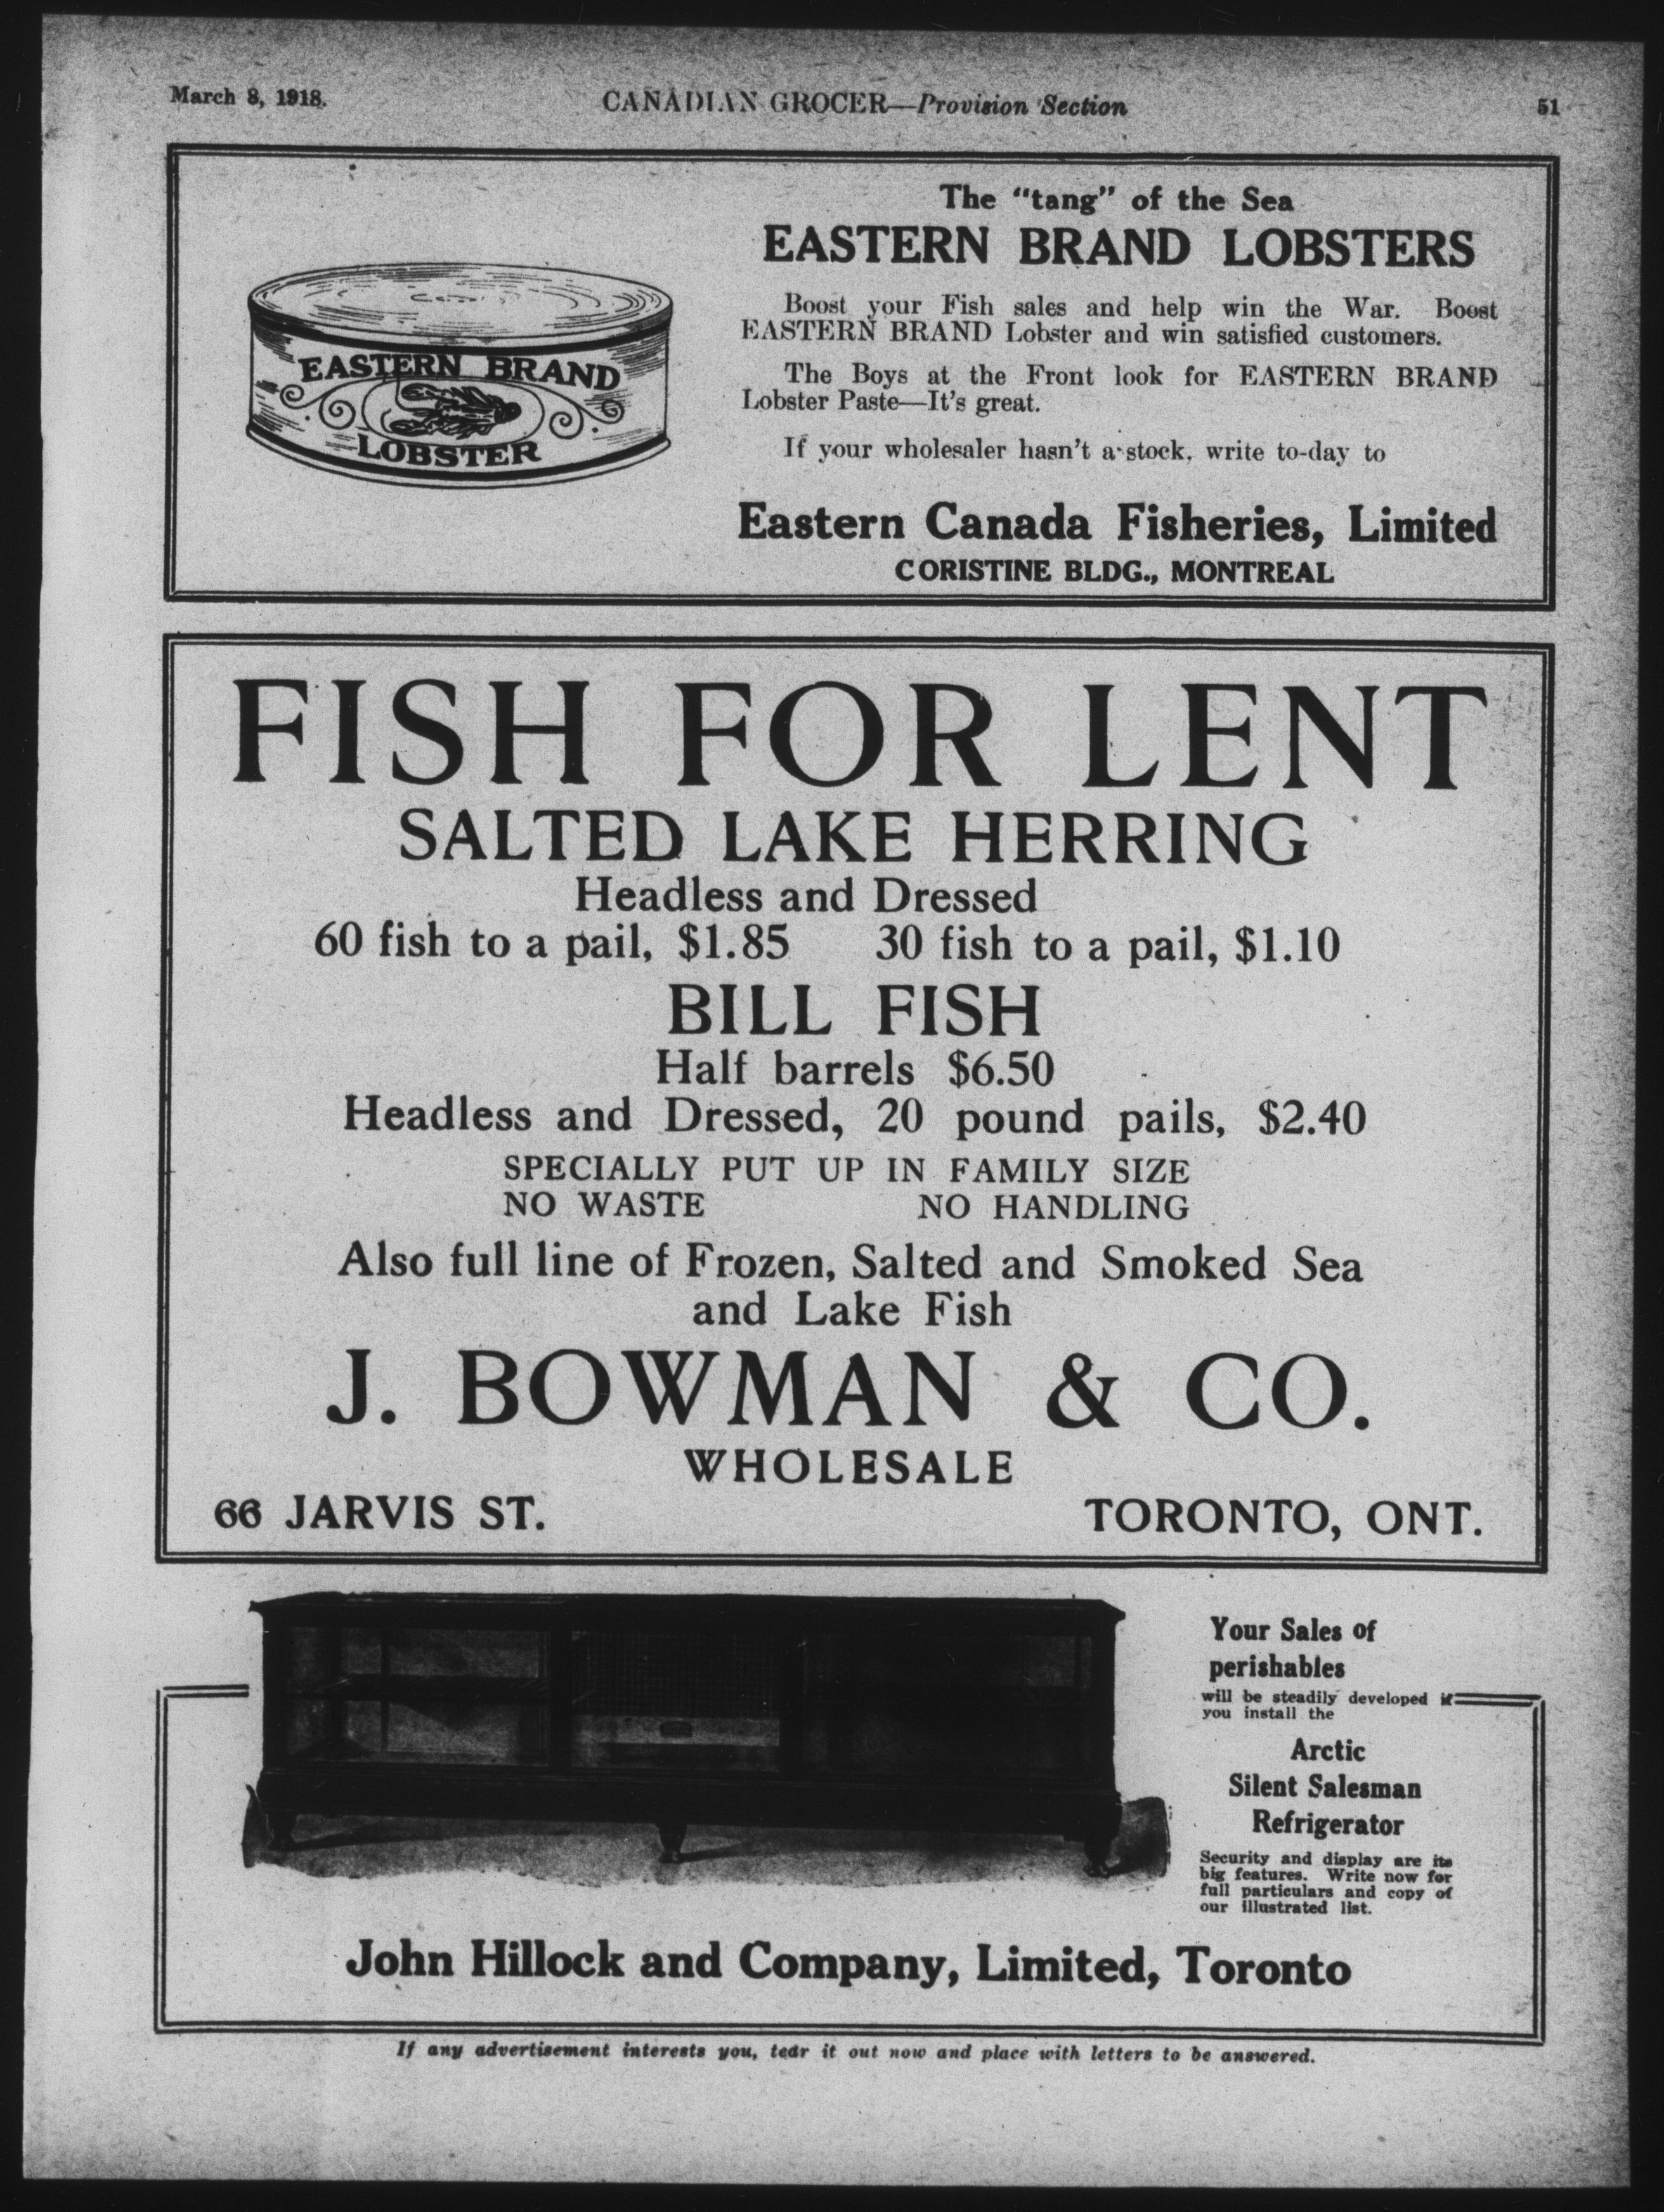 March 8, 1918.
CANADIAN GROCER—Provision Section
51
EASTERN BRAND
LOBSTER
The "tang" of the Sea
EASTERN BRAND LOBSTERS
Boost your Fish sales and help win the War. Boost
EASTERN BRAND Lobster and win satisfied customers.
The Boys at the Front look for EASTERN BRAND
Lobster Paste—It's great.
If your wholesaler hasn't a stock, write to-day to
Eastern Canada Fisheries, Limited
CORISTINE BLDG., MONTREAL
FISH FOR LENT
SALTED LAKE HERRING
Headless and Dressed
60 fish to a pail, $1.85 30 fish to a pail, $1.10
BILL FISH
Half barrels $6.50
Headless and Dressed, 20 pound pails, $2.40
SPECIALLY PUT UP IN FAMILY SIZE
NO WASTE NO HANDLING
Also full line of Frozen, Salted and Smoked Sea
and Lake Fish
J. BOWMAN & CO.
WHOLESALE
66 JARVIS ST. TORONTO, ONT.
Your Sales of
perishables
will be steadily developed if
you install the
Arctic
Silent Salesman
Refrigerator
Security and display are its
big features. Write now for
full particulars and copy of
our illustrated list.
John Hillock and Company, Limited, Toronto
If any advertisement interests you, tear it out now and place with letters to be answered.